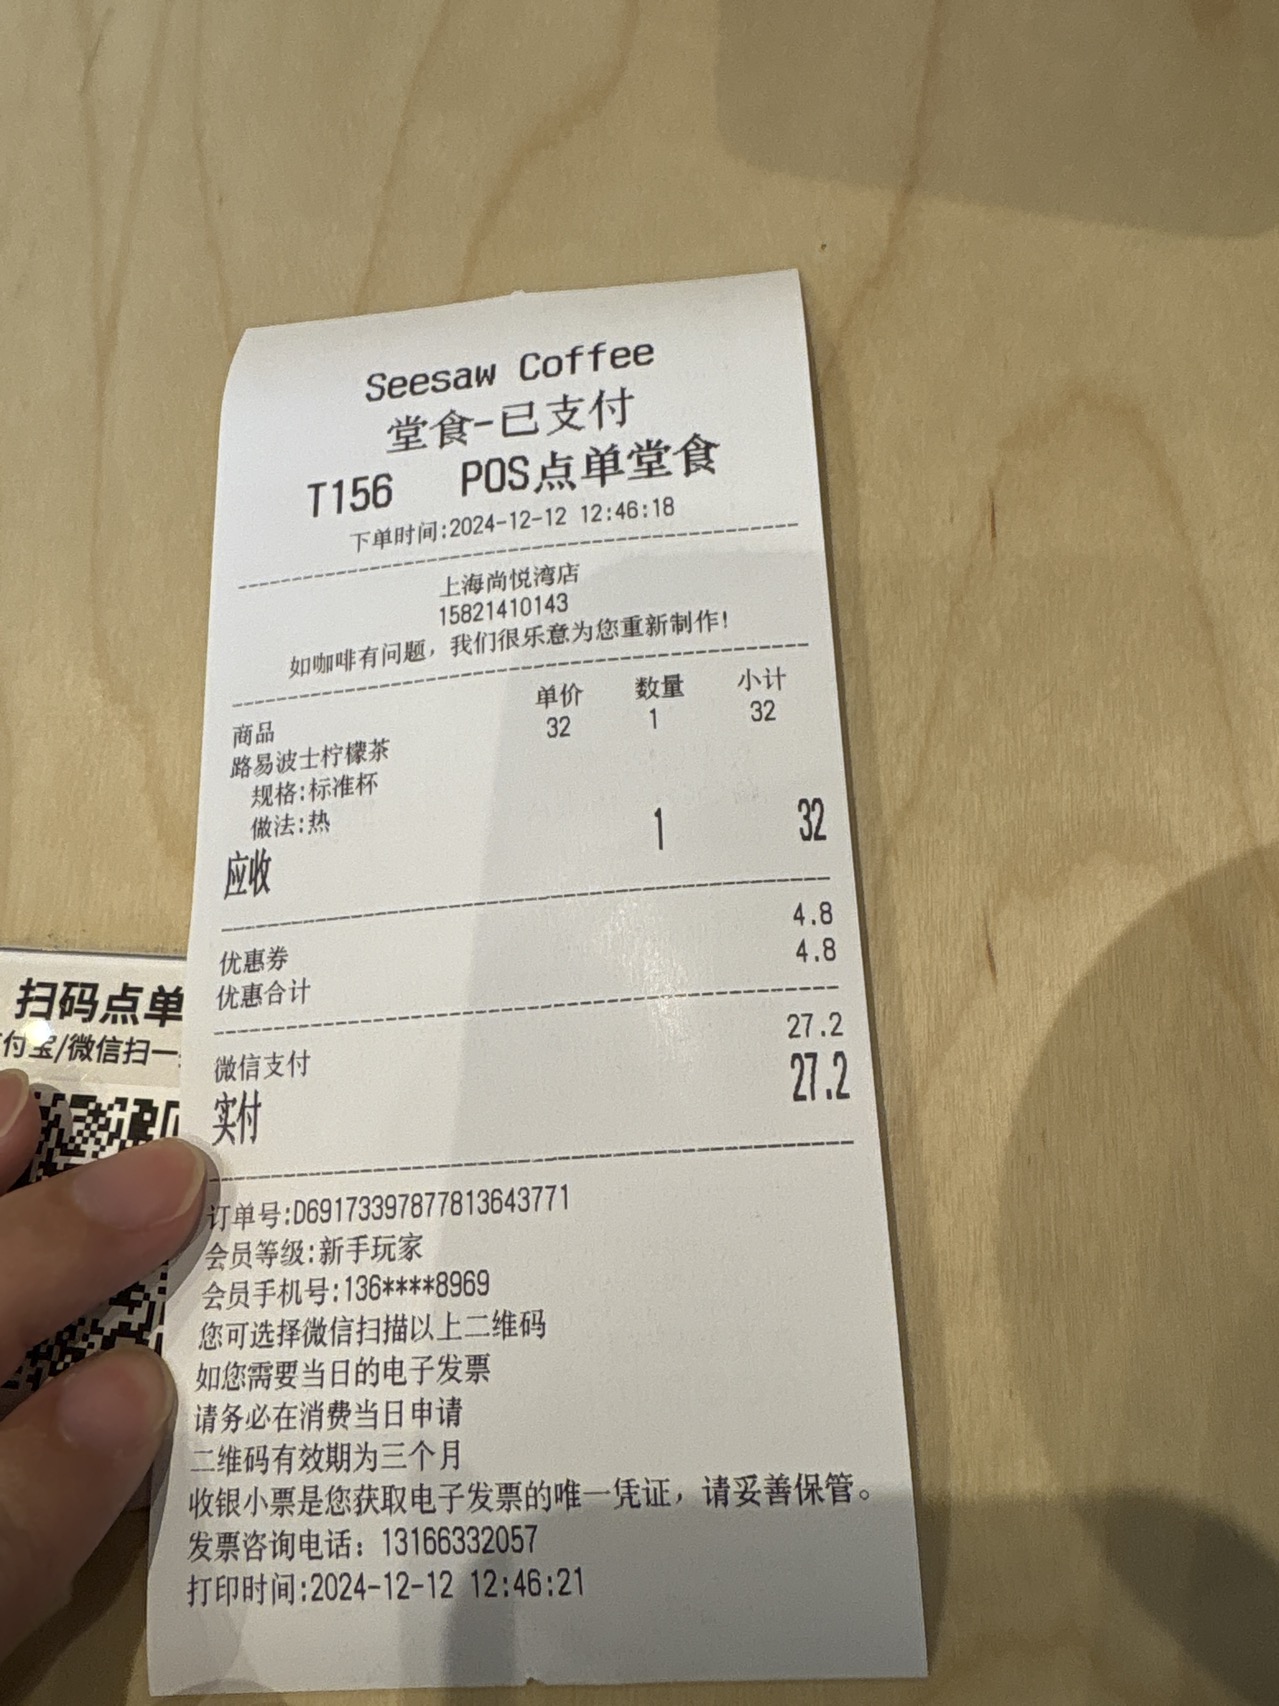 Seesaw Coffee
堂食-已支付
T156 POS点单堂食
下单时间:2024-12-12 12:46:18
上海尚悦湾店
15821410143
如咖啡有问题，我们很乐意为您重新制作!
商品 单价 数量 小计
路易波士柠檬茶 32 1 32
规格:标准杯
做法:热
应收 1 32
优惠券 4.8
优惠合计 4.8
微信支付 27.2
实付 27.2
订单号:D69173397877813643771
会员等级:新手玩家
会员手机号:136****8969
您可选择微信扫描以上二维码
如您需要当日的电子发票
请务必在消费当日申请
二维码有效期为三个月
收银小票是您获取电子发票的唯一凭证，请妥善保管。
发票咨询电话：13166332057
打印时间:2024-12-12 12:46:21
扫码点单
付宝/微信扫一